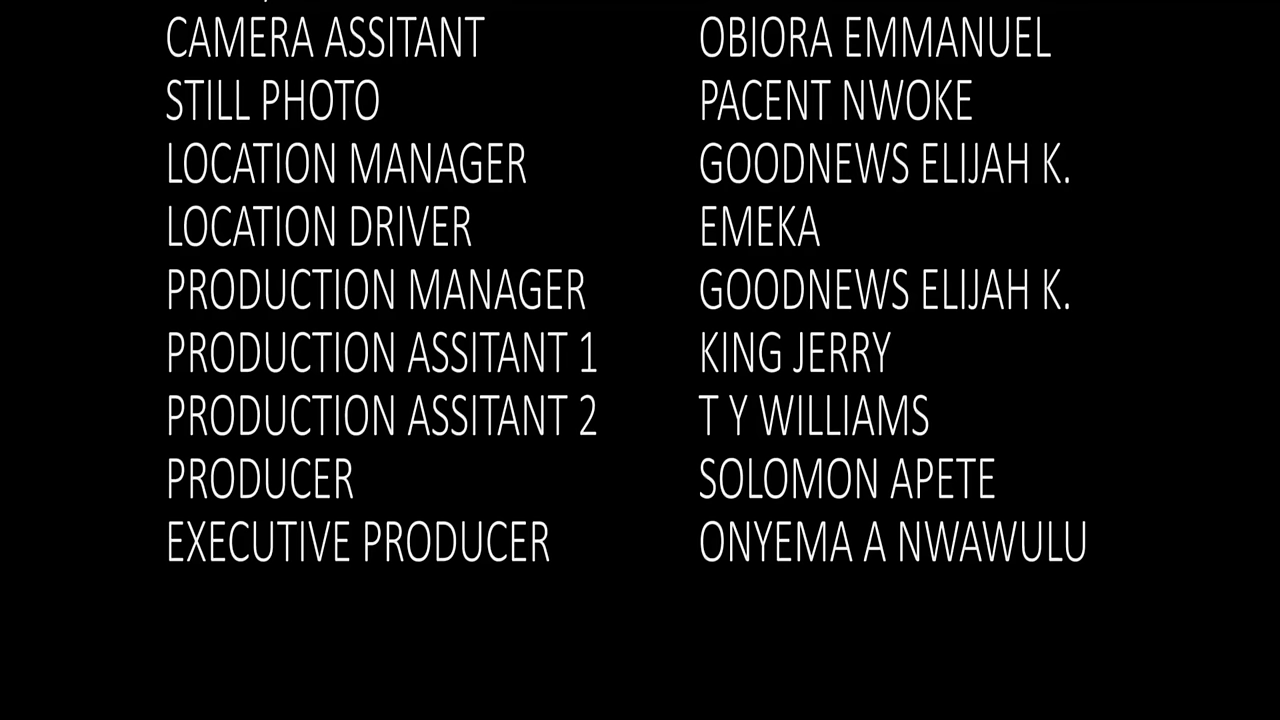 CAMERA ASSITANT OBIORA EMMANUEL
STILL PHOTO PACENT NWOKE
LOCATION MANAGER GOODNEWS ELIJAH K.
LOCATION DRIVER EMEKA
PRODUCTION MANAGER GOODNEWS ELIJAH K.
PRODUCTION ASSITANT 1 KING JERRY
PRODUCTION ASSITANT 2 T Y WILLIAMS
PRODUCER SOLOMON APETE
EXECUTIVE PRODUCER ONYEMA A NWAWULU